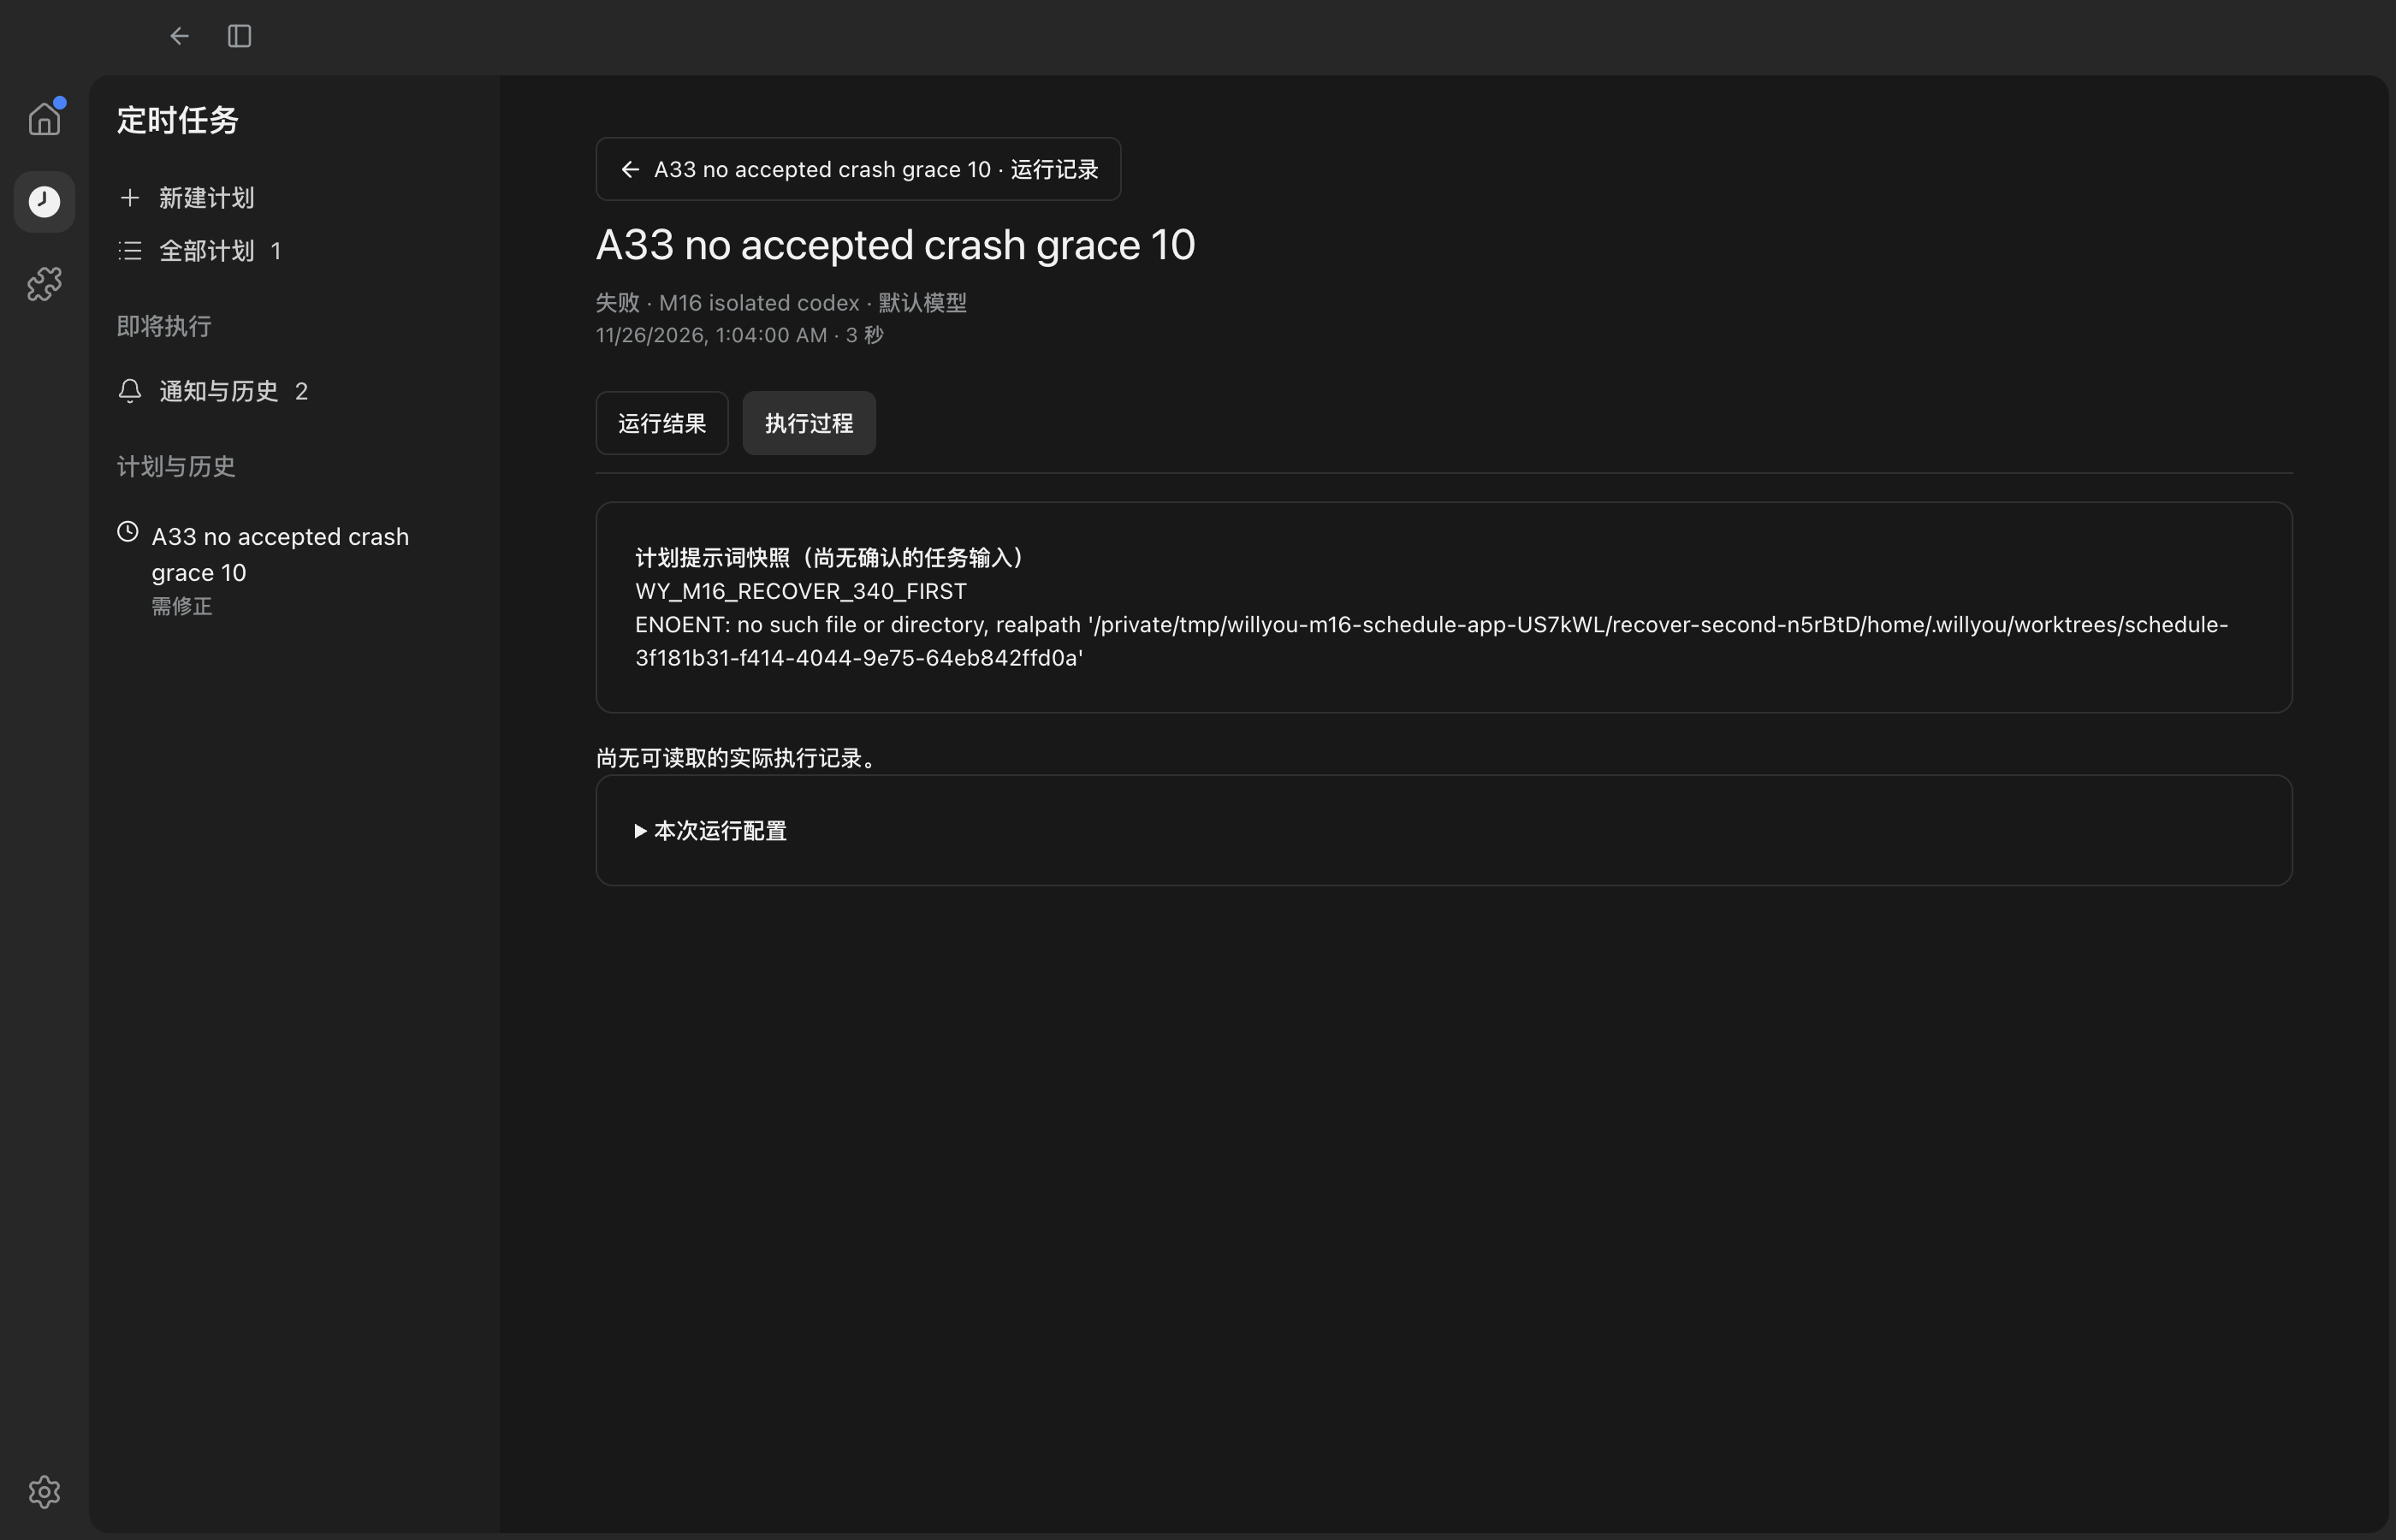 定时任务
新建计划
全部计划 1
即将执行
通知与历史 2
计划与历史
A33 no accepted crash
grace 10
需修正
A33 no accepted crash grace 10 · 运行记录
A33 no accepted crash grace 10
失败 · M16 isolated codex · 默认模型
11/26/2026, 1:04:00 AM · 3 秒
运行结果
执行过程
计划提示词快照（尚无确认的任务输入）
WY_M16_RECOVER_340_FIRST
ENOENT: no such file or directory, realpath '/private/tmp/willyou-m16-schedule-app-US7kWL/recover-second-n5rBtD/home/.willyou/worktrees/schedule-
3f181b31-f414-4044-9e75-64eb842ffd0a'
尚无可读取的实际执行记录。
本次运行配置